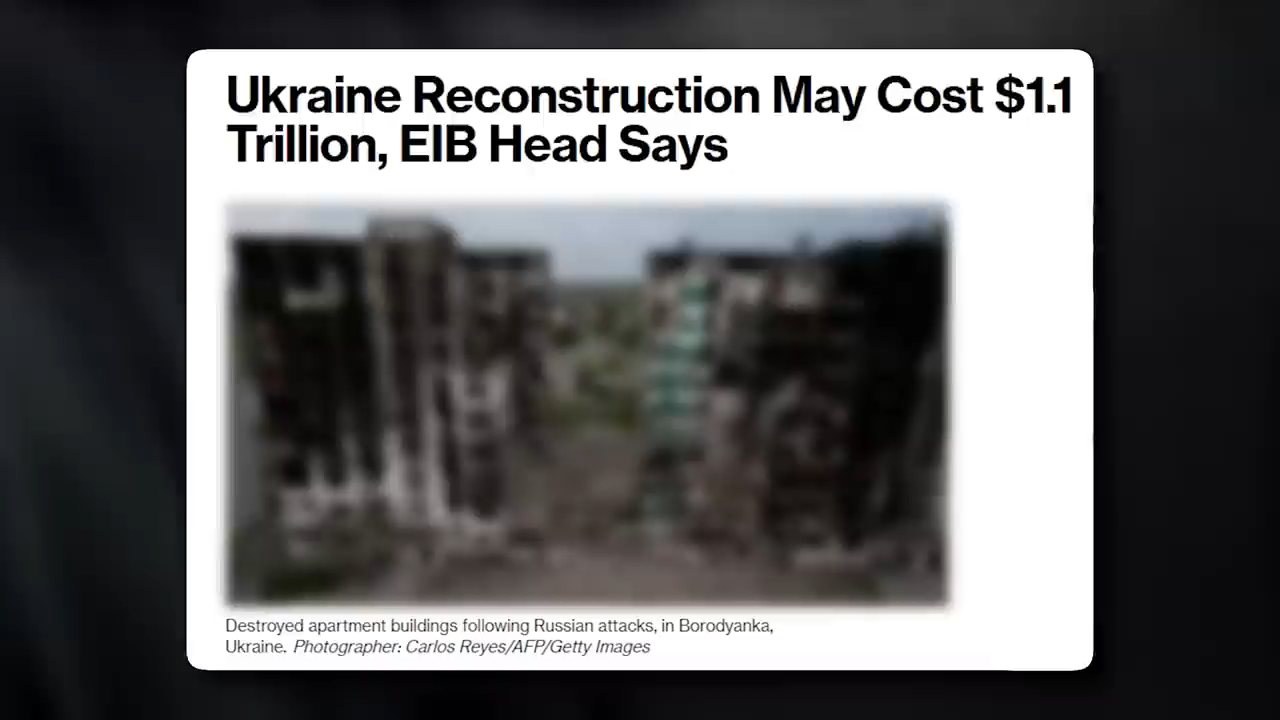 Ukraine Reconstruction May Cost $1.1
Trillion, EIB Head Says
Destroyed apartment buildings following Russian attacks, in Borodyanka,
Ukraine. Photographer: Carlos Reyes/AFP/Getty Images